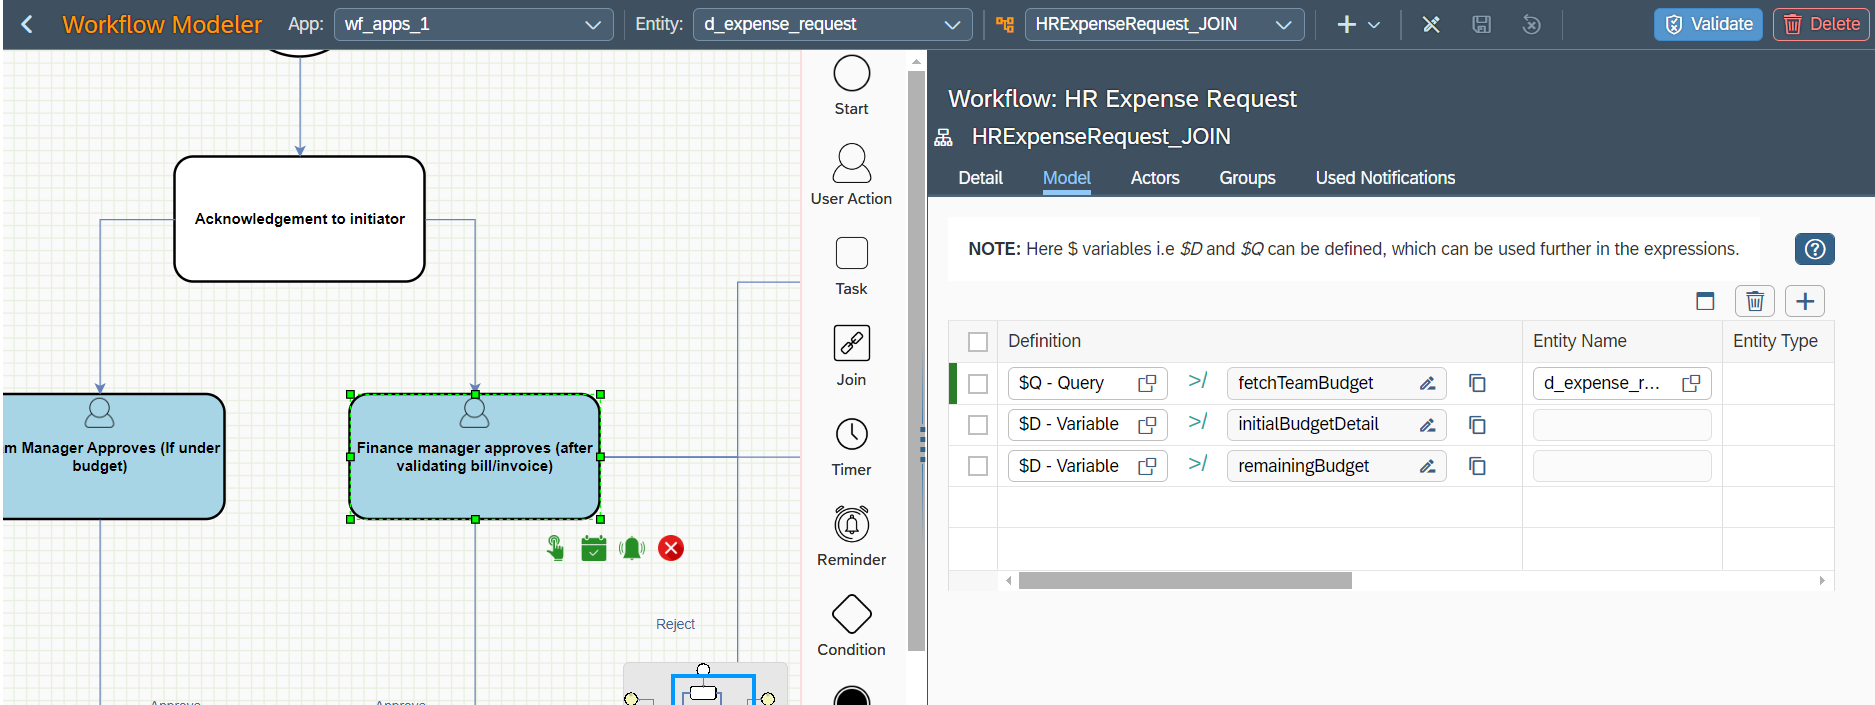 Workflow Modeler App: wf_apps_1 Entity: d_expense_request HRExpenseRequest_JOIN Validate Delete
Acknowledgement to initiator
m Manager Approves (If under
budget)
Finance manager approves (after
validating bill/invoice)
Reject
Approve
Approve
Start
User Action
Task
Join
Timer
Reminder
Condition
Workflow: HR Expense Request
HRExpenseRequest_JOIN
Detail Model Actors Groups Used Notifications
NOTE: Here $ variables i.e $D and $Q can be defined, which can be used further in the expressions.
Definition Entity Name Entity Type
$Q - Query >/ fetchTeamBudget d_expense_r...
$D - Variable >/ initialBudgetDetail
$D - Variable >/ remainingBudget